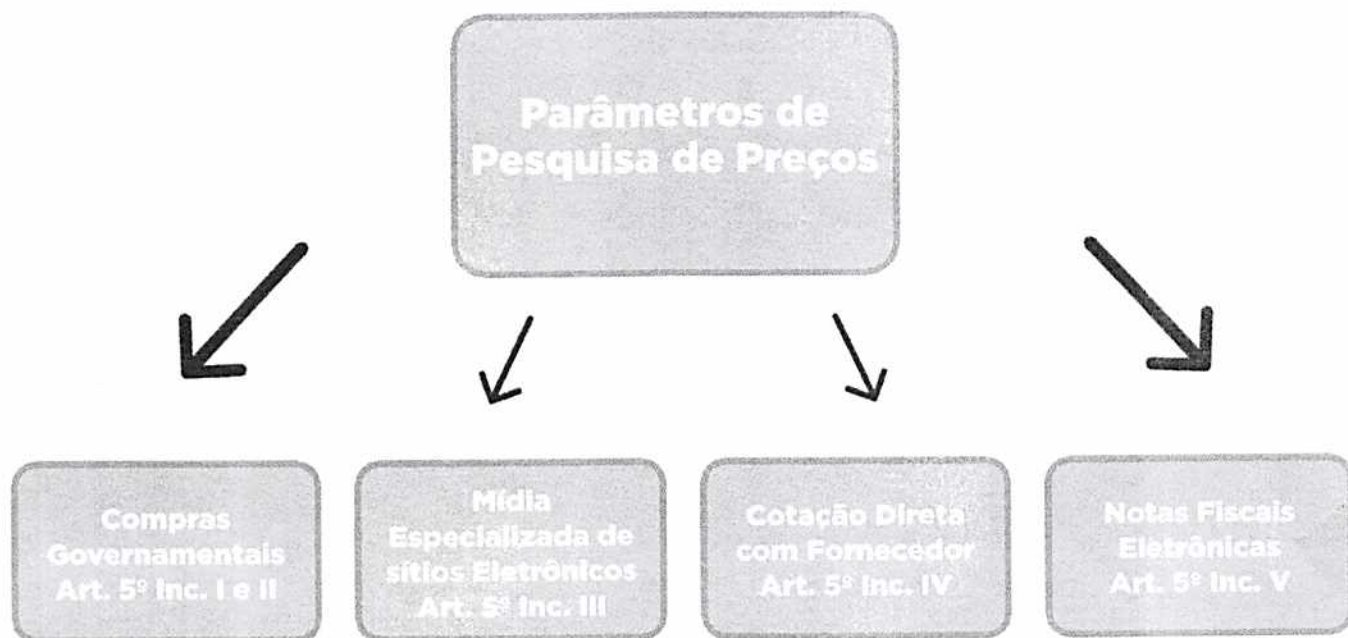 Parâmetros de
Pesquisa de Preços
Compras
Governamentais
Art. 5º Inc. I e II
Mídia
Especializada de
sítios Eletrônicos
Art. 5º Inc. III
Cotação Direta
com Fornecedor
Art. 5º Inc. IV
Notas Fiscais
Eletrônicas
Art. 5º Inc. V